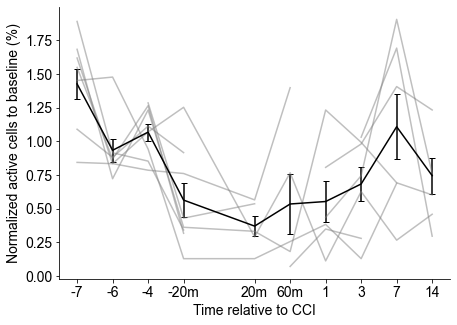 Normalized active cells to baseline (%)
1.75
1.50
1.25
1.00
0.75
0.50
0.25
0.00
-7 -6 -4 -20m 20m 60m 1 3 7 14
Time relative to CCI